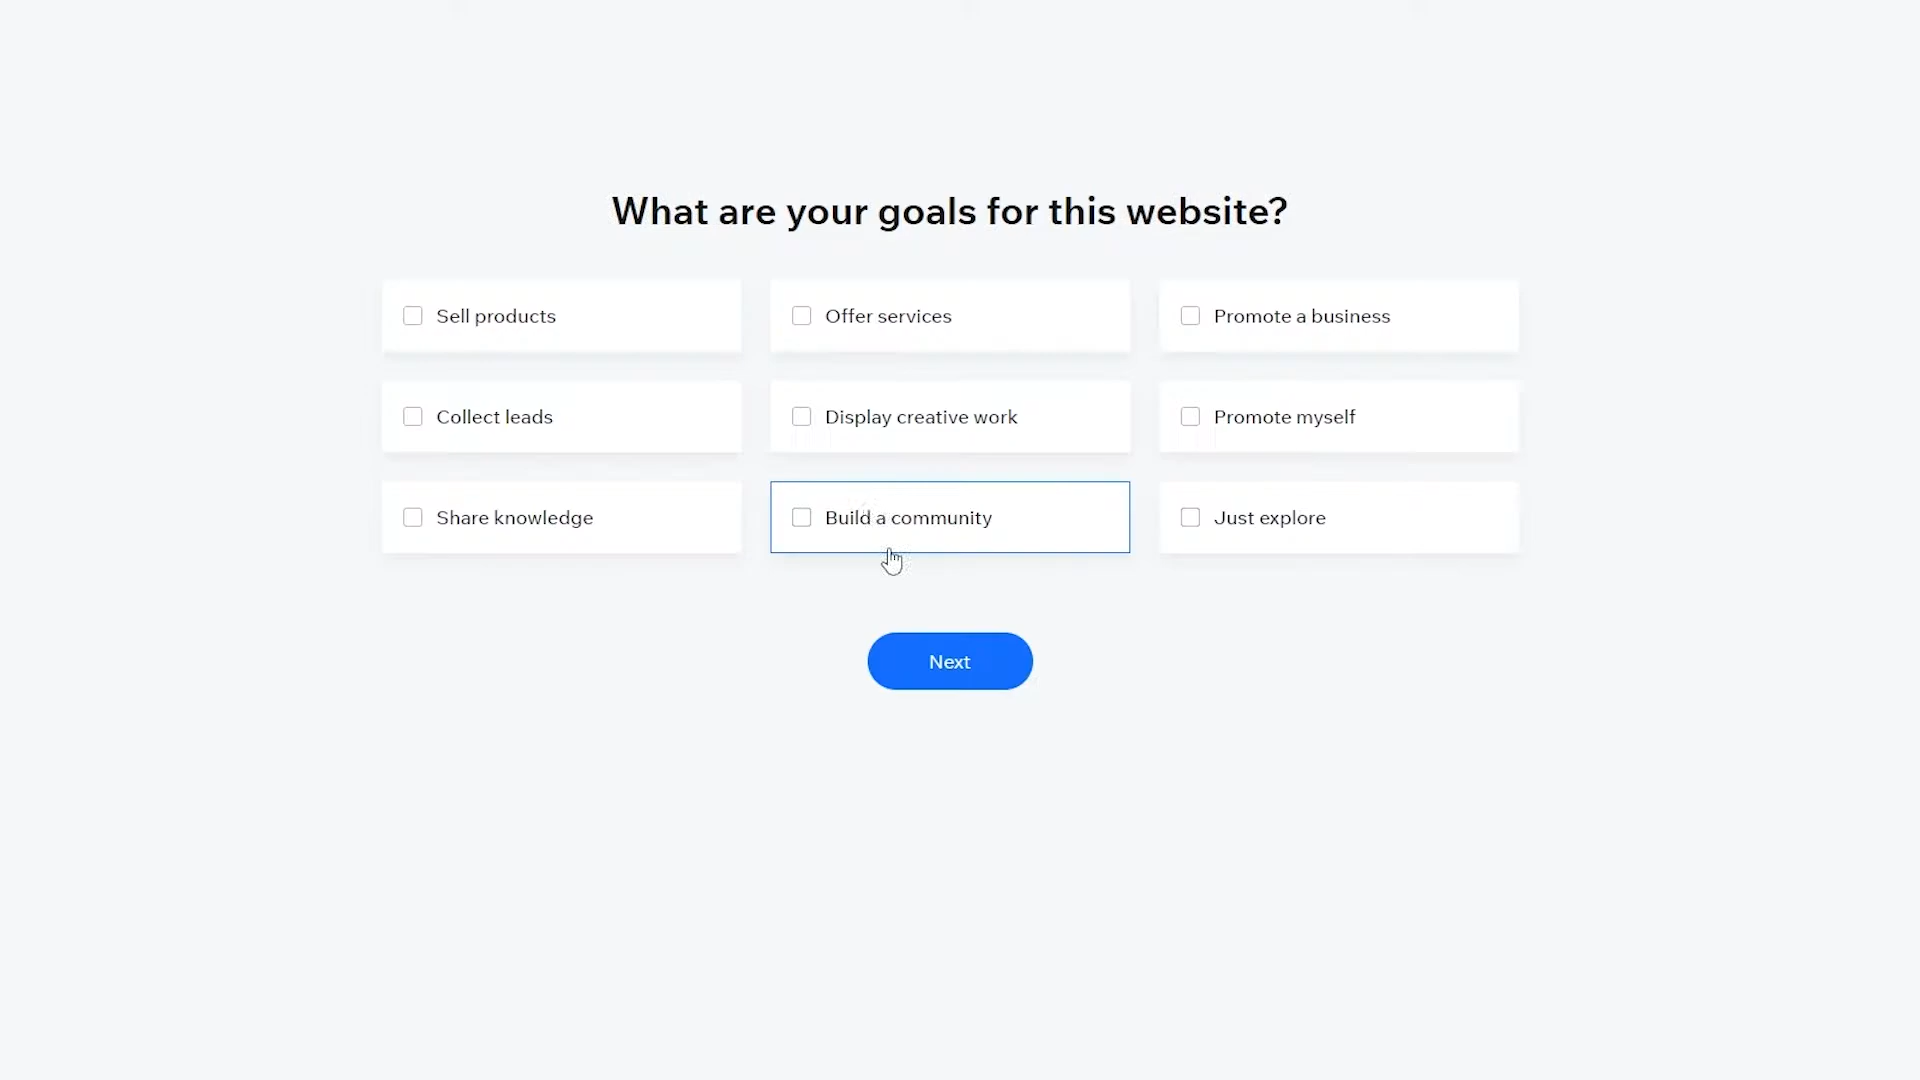 What are your goals for this website?
Sell products
Offer services
Promote a business
Collect leads
Display creative work
Promote myself
Share knowledge
Build a community
Just explore
Next